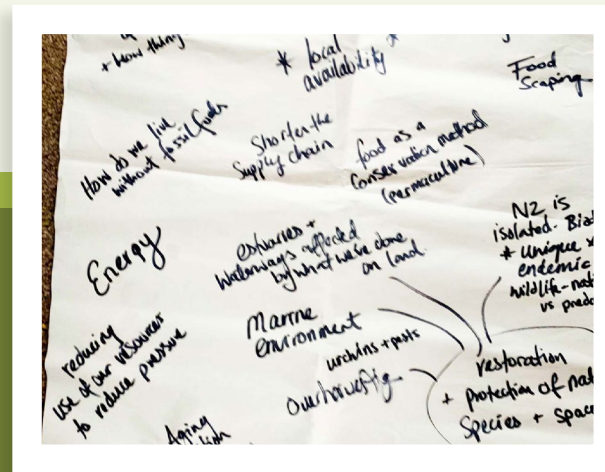 + how thing
* local
availability
*
Food
Scaping
How do we live
without fossil fuels
Shorten the
Supply chain
food as a
Conservation method
(permaculture)
Energy
estuaries +
waterways affected
by what we've done
on land.
NZ is
isolated. Biod
* unique +
endemic
wildlife - nat
vs preda
Marine
environment
reducing
use of our resources
to reduce pressure
urchins + pests
Overharvestig
restoration
+ protection of nat
Species + spac
Aging